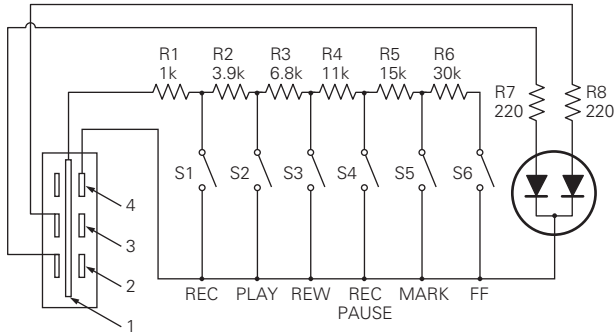 R1 R2 R3 R4 R5 R6
1k 3.9k 6.8k 11k 15k 30k
R7 R8
220 220
S1 S2 S3 S4 S5 S6
4
3
2
1
REC PLAY REW REC PAUSE MARK FF